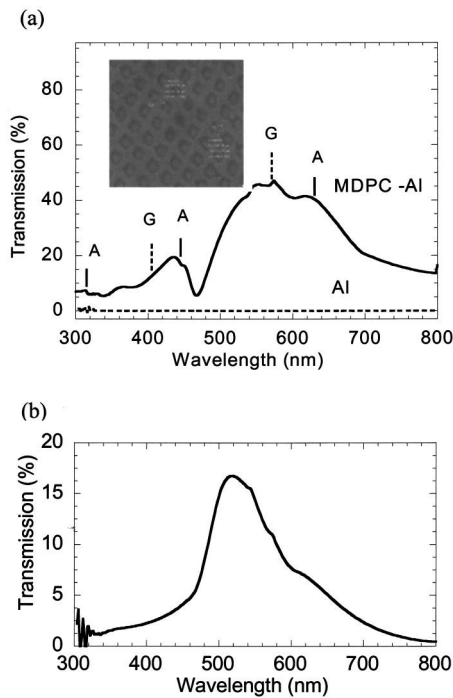 (a)
Transmission (%)
80
60
40
20
0
A
G
A
G
A
MDPC -Al
Al
300 400 500 600 700 800
Wavelength (nm)
(b)
Transmission (%)
20
15
10
5
0
300 400 500 600 700 800
Wavelength (nm)